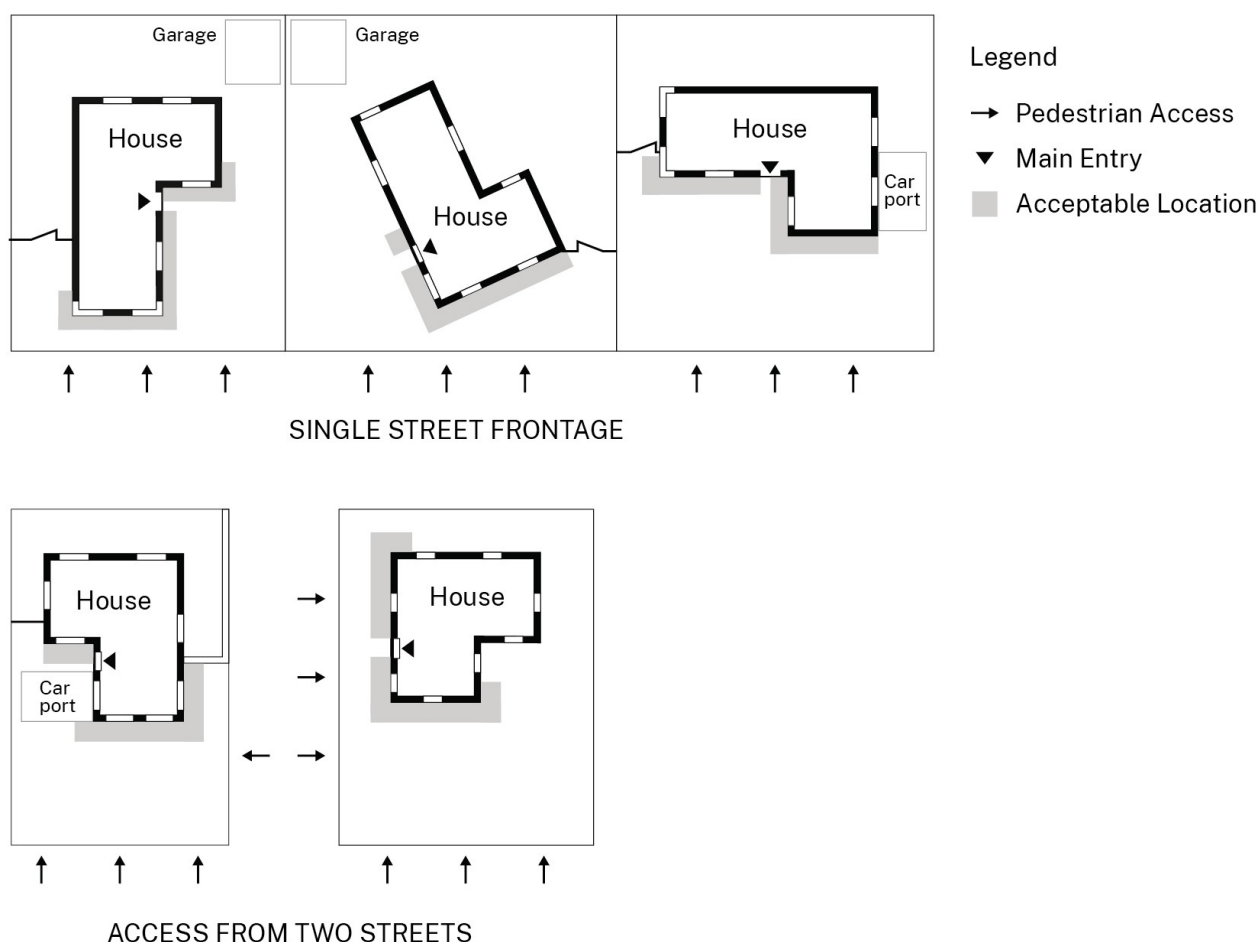 Garage
House
Garage
House
House
Car
port
Legend
Pedestrian Access
Main Entry
Acceptable Location
SINGLE STREET FRONTAGE
House
Car
port
House
ACCESS FROM TWO STREETS